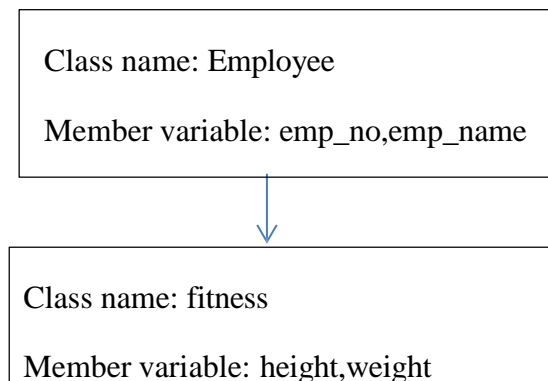 Class name: Employee
Member variable: emp_no,emp_name
Class name: fitness
Member variable: height,weight